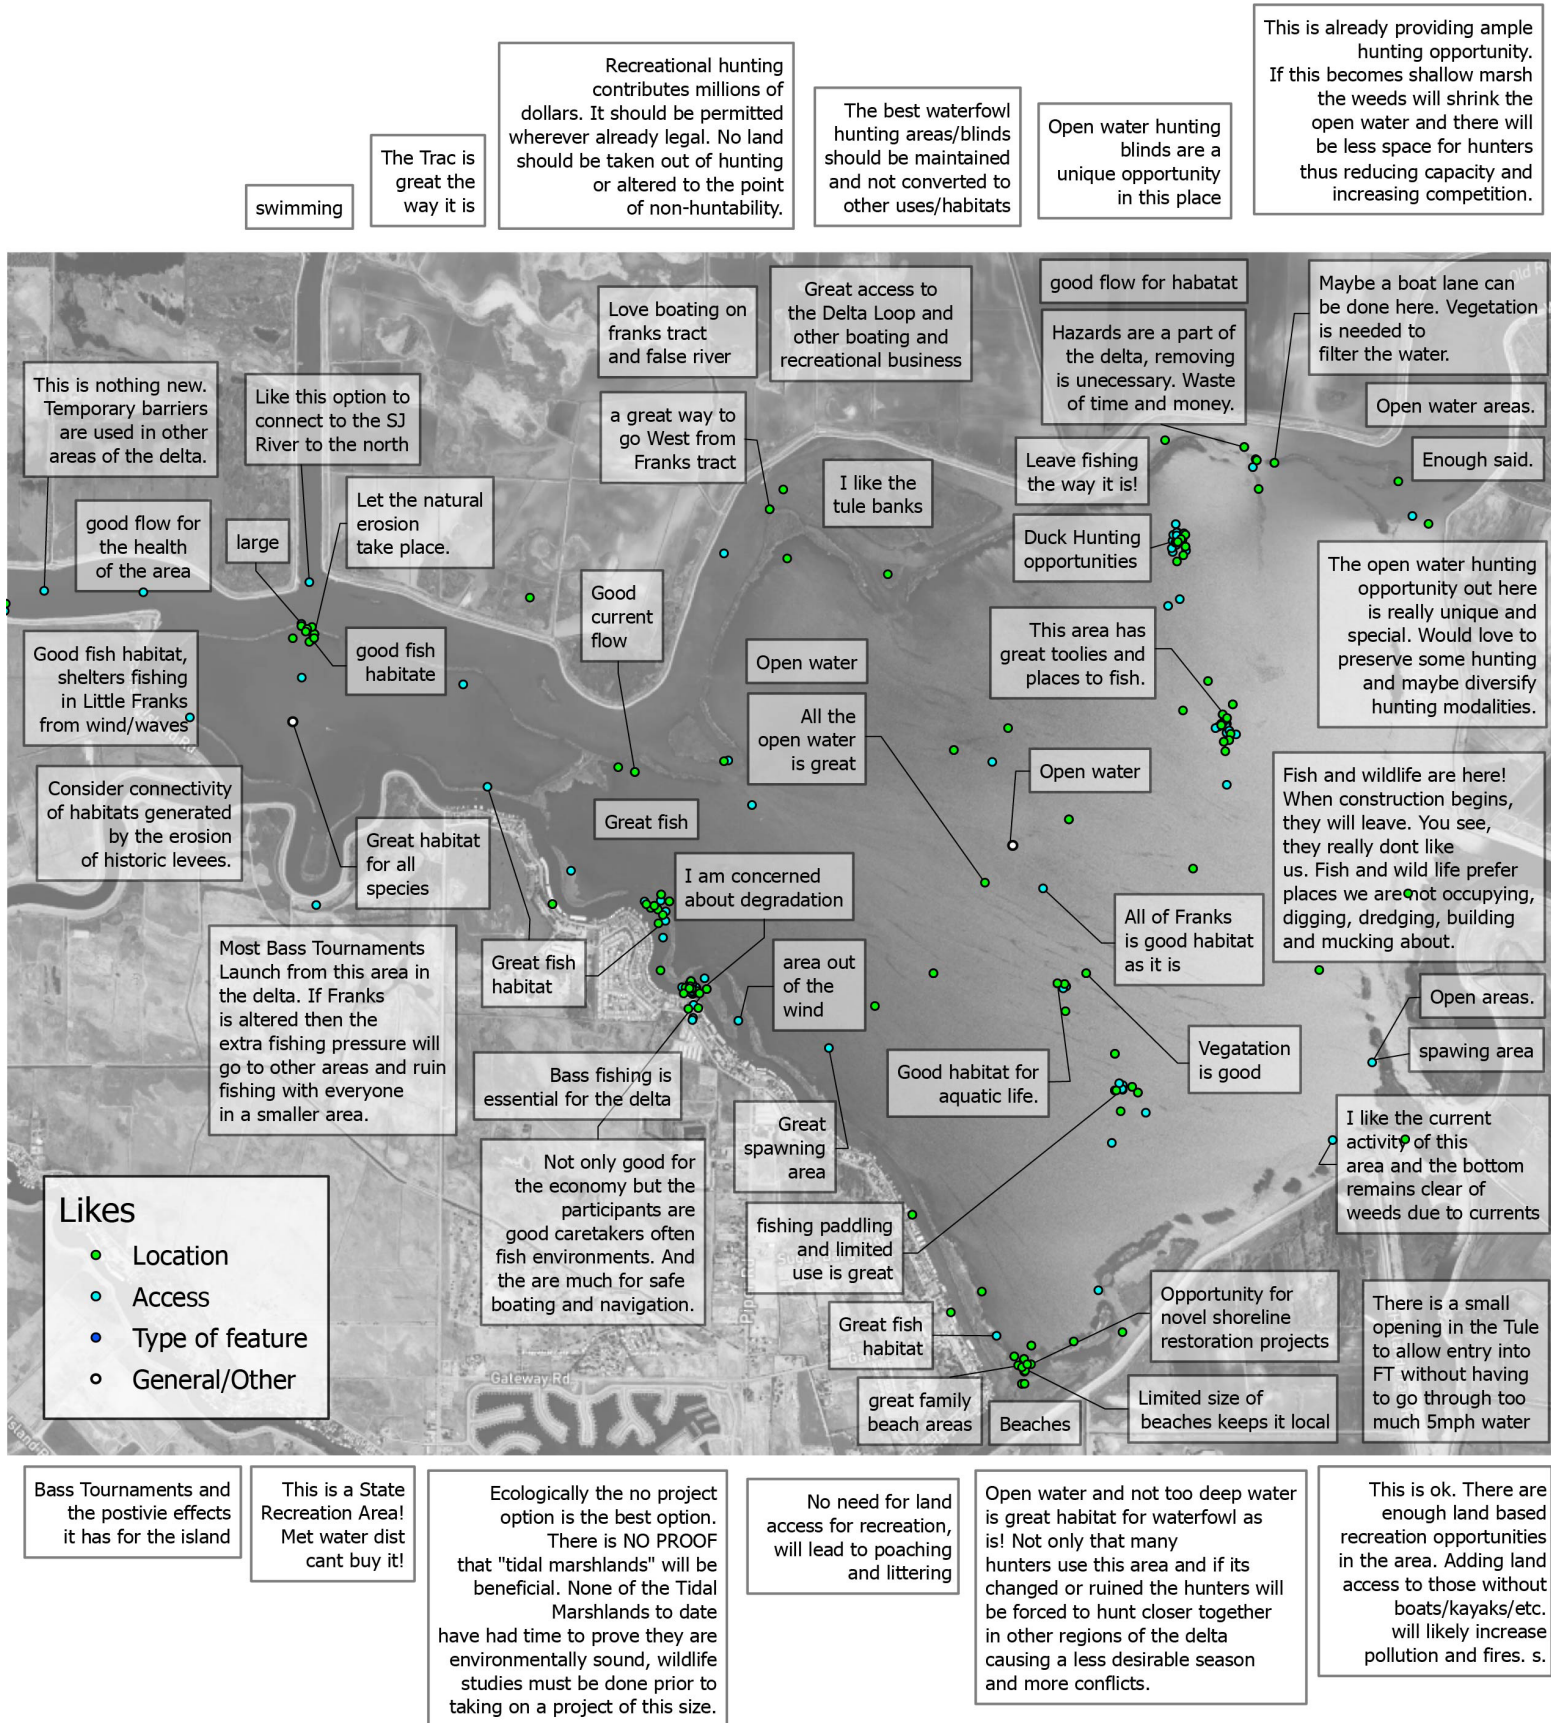 This is already providing ample
hunting opportunity.
If this becomes shallow marsh
the weeds will shrink the
open water and there will
be less space for hunters
thus reducing capacity and
increasing competition.
Recreational hunting
contributes millions of
dollars. It should be permitted
wherever already legal. No land
should be taken out of hunting
or altered to the point
of non-huntability.
The best waterfowl
hunting areas/blinds
should be maintained
and not converted to
other uses/habitats
Open water hunting
blinds are a
unique opportunity
in this place
The Trac is
great the
way it is
swimming
Love boating on
franks tract
and false river
Great access to
the Delta Loop and
other boating and
recreational business
good flow for habatat
Hazards are a part of
the delta, removing
is unecessary. Waste
of time and money.
Maybe a boat lane can
be done here. Vegetation
is needed to
filter the water.
Open water areas.
Enough said.
This is nothing new.
Temporary barriers
are used in other
areas of the delta.
Like this option to
connect to the SJ
River to the north
a great way to
go West from
Franks tract
I like the
tule banks
Leave fishing
the way it is!
good flow for
the health
of the area
large
Let the natural
erosion
take place.
Duck Hunting
opportunities
The open water hunting
opportunity out here
is really unique and
special. Would love to
preserve some hunting
and maybe diversify
hunting modalities.
Good
current
flow
Good fish habitat,
shelters fishing
in Little Franks
from wind/waves
good fish
habitate
Open water
This area has
great toolies and
places to fish.
All the
open water
is great
Open water
Consider connectivity
of habitats generated
by the erosion
of historic levees.
Great habitat
for all
species
Great fish
Fish and wildlife are here!
When construction begins,
they will leave. You see,
they really dont like
us. Fish and wild life prefer
places we are not occupying,
digging, dredging, building
and mucking about.
I am concerned
about degradation
All of Franks
is good habitat
as it is
Most Bass Tournaments
Launch from this area in
the delta. If Franks
is altered then the
extra fishing pressure will
go to other areas and ruin
fishing with everyone
in a smaller area.
Great fish
habitat
area out
of the
wind
Open areas.
spawing area
Bass fishing is
essential for the delta
Good habitat for
aquatic life.
Vegatation
is good
Great
spawning
area
I like the current
activity of this
area and the bottom
remains clear of
weeds due to currents
Not only good for
the economy but the
participants are
good caretakers often
fish environments. And
the are much for safe
boating and navigation.
fishing paddling
and limited
use is great
Likes
Location
Access
Type of feature
General/Other
Great fish
habitat
Opportunity for
novel shoreline
restoration projects
There is a small
opening in the Tule
to allow entry into
FT without having
to go through too
much 5mph water
great family
beach areas
Beaches
Limited size of
beaches keeps it local
Gateway Rd
Bass Tournaments and
the postivie effects
it has for the island
This is a State
Recreation Area!
Met water dist
cant buy it!
Ecologically the no project
option is the best option.
There is NO PROOF
that "tidal marshlands" will be
beneficial. None of the Tidal
Marshlands to date
have had time to prove they are
environmentally sound, wildlife
studies must be done prior to
taking on a project of this size.
No need for land
access for recreation,
will lead to poaching
and littering
Open water and not too deep water
is great habitat for waterfowl as
is! Not only that many
hunters use this area and if its
changed or ruined the hunters will
be forced to hunt closer together
in other regions of the delta
causing a less desirable season
and more conflicts.
This is ok. There are
enough land based
recreation opportunities
in the area. Adding land
access to those without
boats/kayaks/etc.
will likely increase
pollution and fires. s.